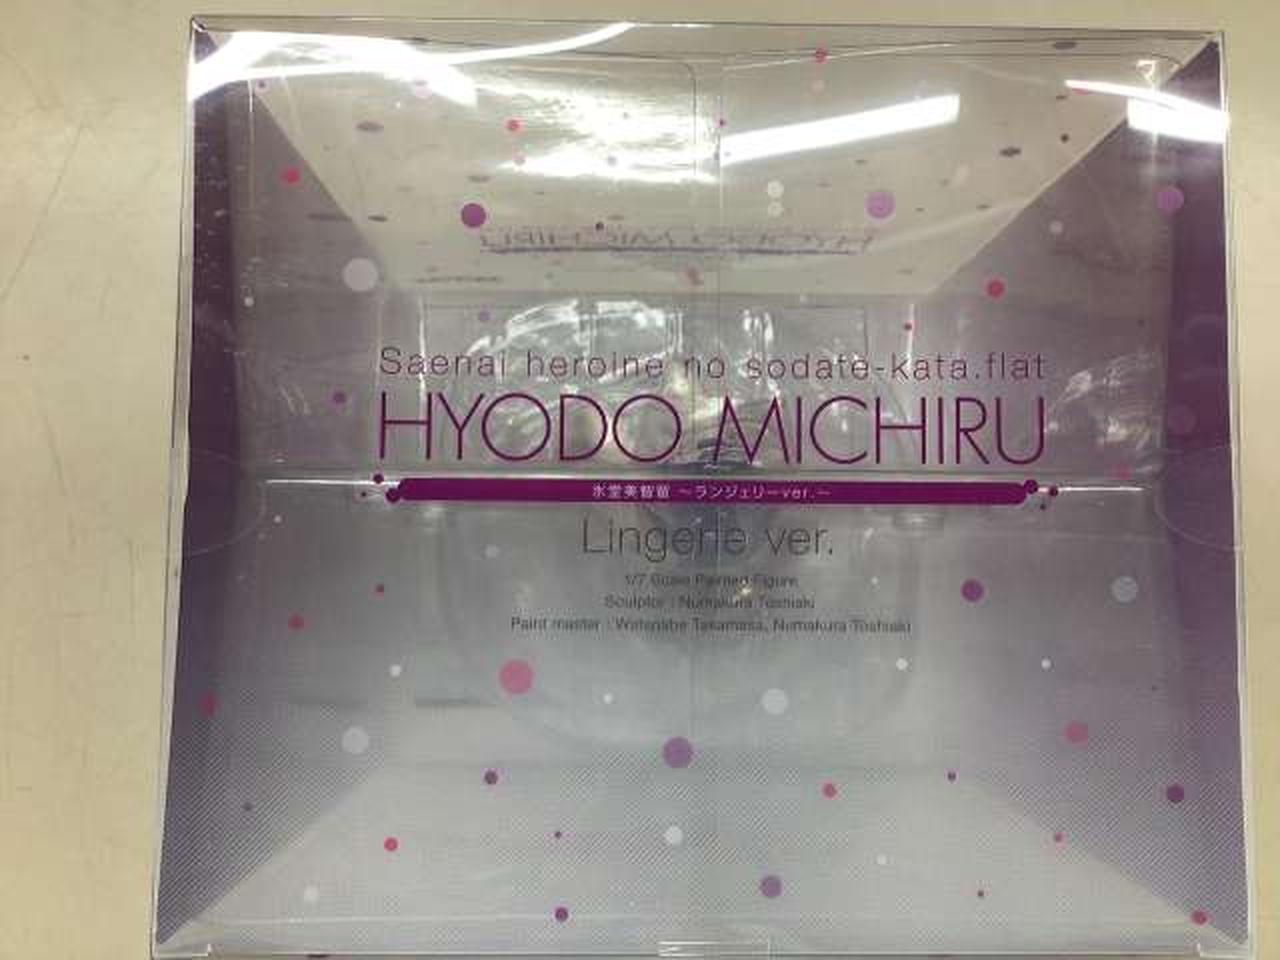 Saenai heroine no sodate-kata.flat
HYODO MICHIRU
氷堂美智留 ～ランジェリーver.～
Lingerie ver.
1/7 Scale Painted Figure
Sculptor : Numakura Toshiaki
Paint master : Watanabe Takamasa, Numakura Toshiaki